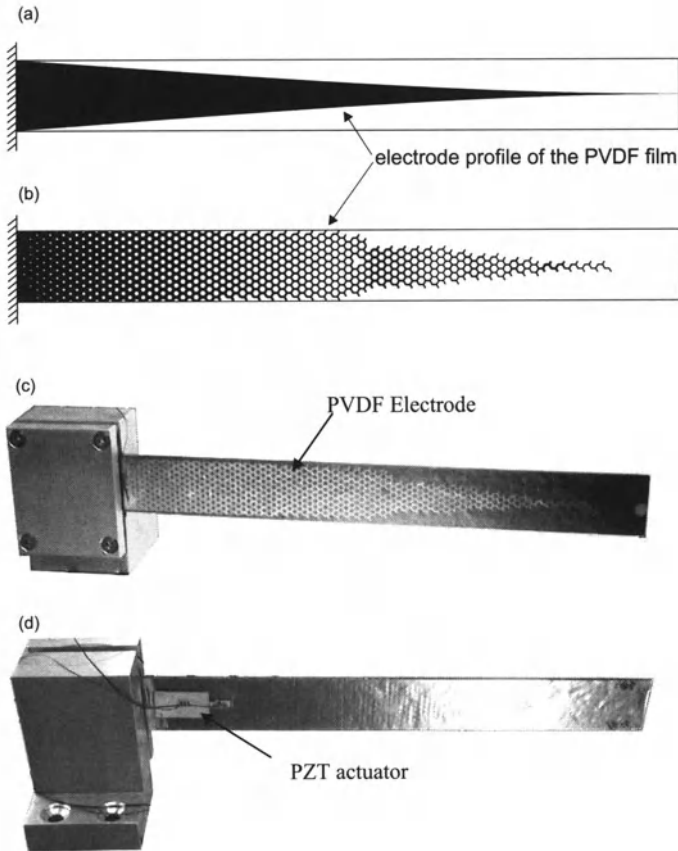 (a)
electrode profile of the PVDF film
(b)
(c)
PVDF Electrode
(d)
PZT actuator